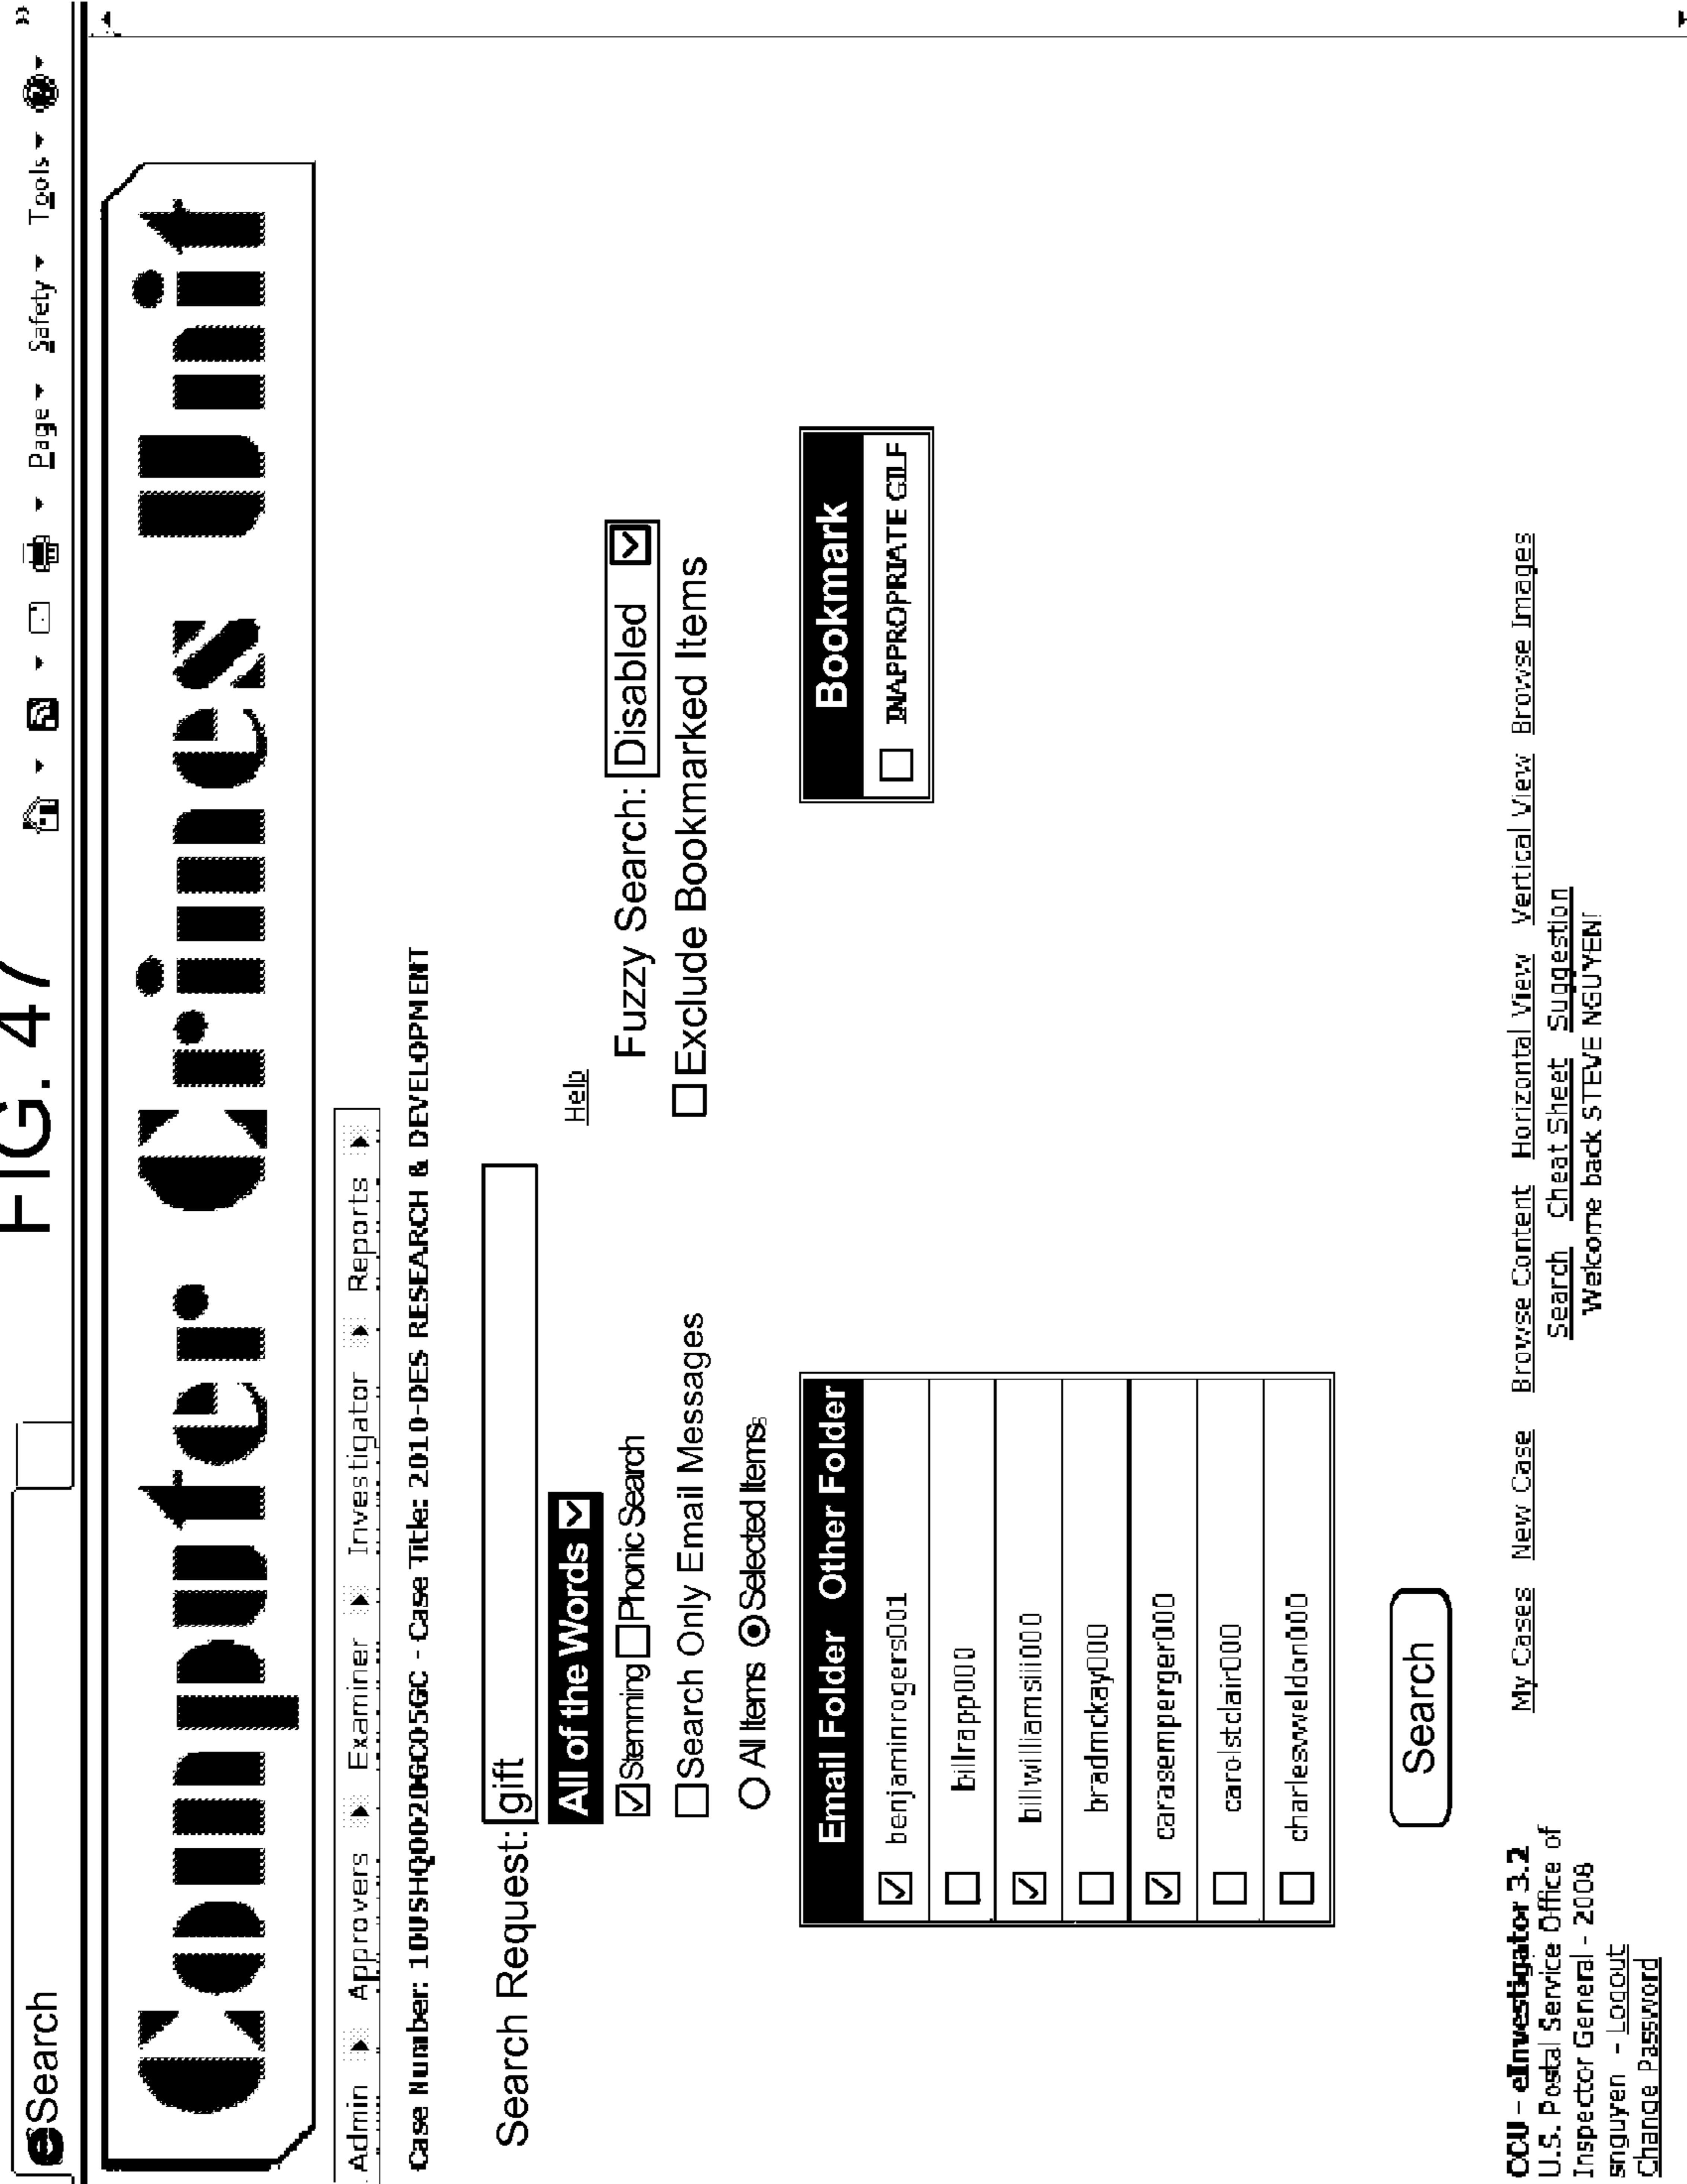 FIG. 47
Search
Page Safety Tools
Computer Crimes Unit
Admin Approvers Examiner Investigator Reports
Case Number: 10USHQ0020GC05GC - Case Title: 2010-DES RESEARCH & DEVELOPMENT
Search Request: gift
All of the Words Help
Stemming Phonic Search Fuzzy Search: Disabled
Search Only Email Messages Exclude Bookmarked Items
All Items Selected Items
Email Folder Other Folder Bookmark
benjaminrogers001 INAPPROPRIATE GILF
billrapp000
billwilliamsiii000
bradmckay000
carasemperger000
carolstclair000
charlesweldon000
Search
CCU - eInvestigator 3.2 My Cases New Case Browse Content Horizontal View Vertical View Browse Images
U.S. Postal Service Office of Search Cheat Sheet Suggestion
Inspector General - 2008 Welcome back STEVE NGUYEN!
snguyen - Logout
Change Password